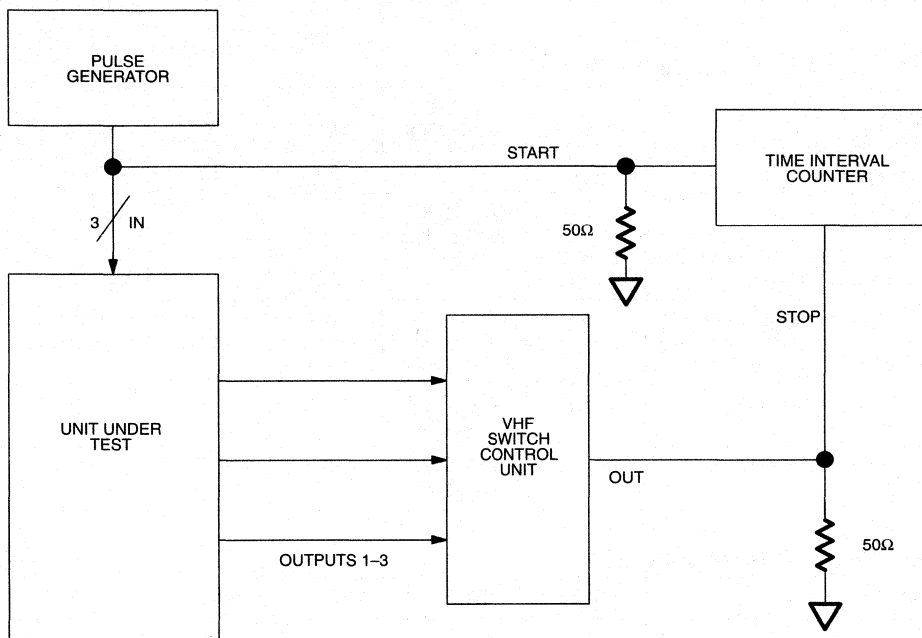 PULSE
GENERATOR
START
TIME INTERVAL
COUNTER
3
IN
50Ω
STOP
UNIT UNDER
TEST
VHF
SWITCH
CONTROL
UNIT
OUT
OUTPUTS 1–3
50Ω